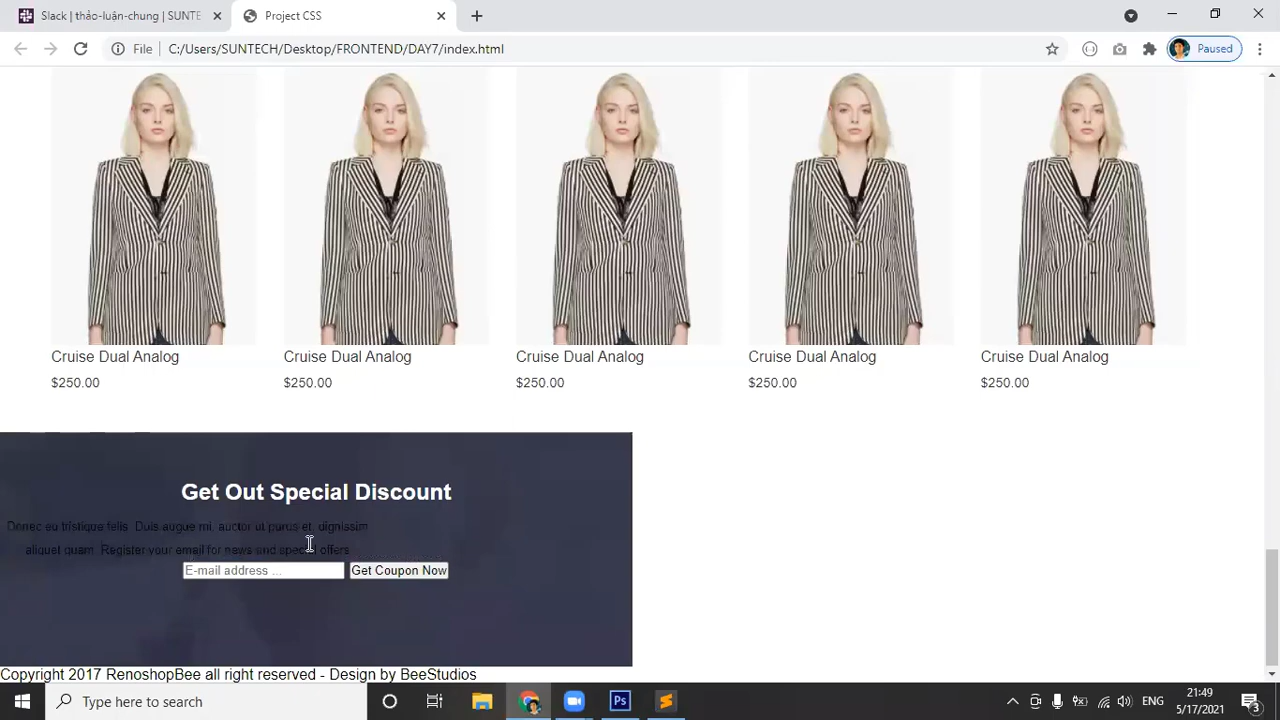 Slack | thảo-luận-chung | SUNTE
Project CSS
File
C:/Users/SUNTECH/Desktop/FRONTEND/DAY7/index.html
Paused
Cruise Dual Analog
$250.00
Cruise Dual Analog
$250.00
Cruise Dual Analog
$250.00
Cruise Dual Analog
$250.00
Cruise Dual Analog
$250.00
Get Out Special Discount
Donec eu tristique felis. Duis augue mi, auctor ut purus et, dignissim
aliquet quam. Register your email for news and special offers
E-mail address ...
Get Coupon Now
Copyright 2017 RenoshopBee all right reserved - Design by BeeStudios
Type here to search
Ps
ENG
21:49
5/17/2021
3